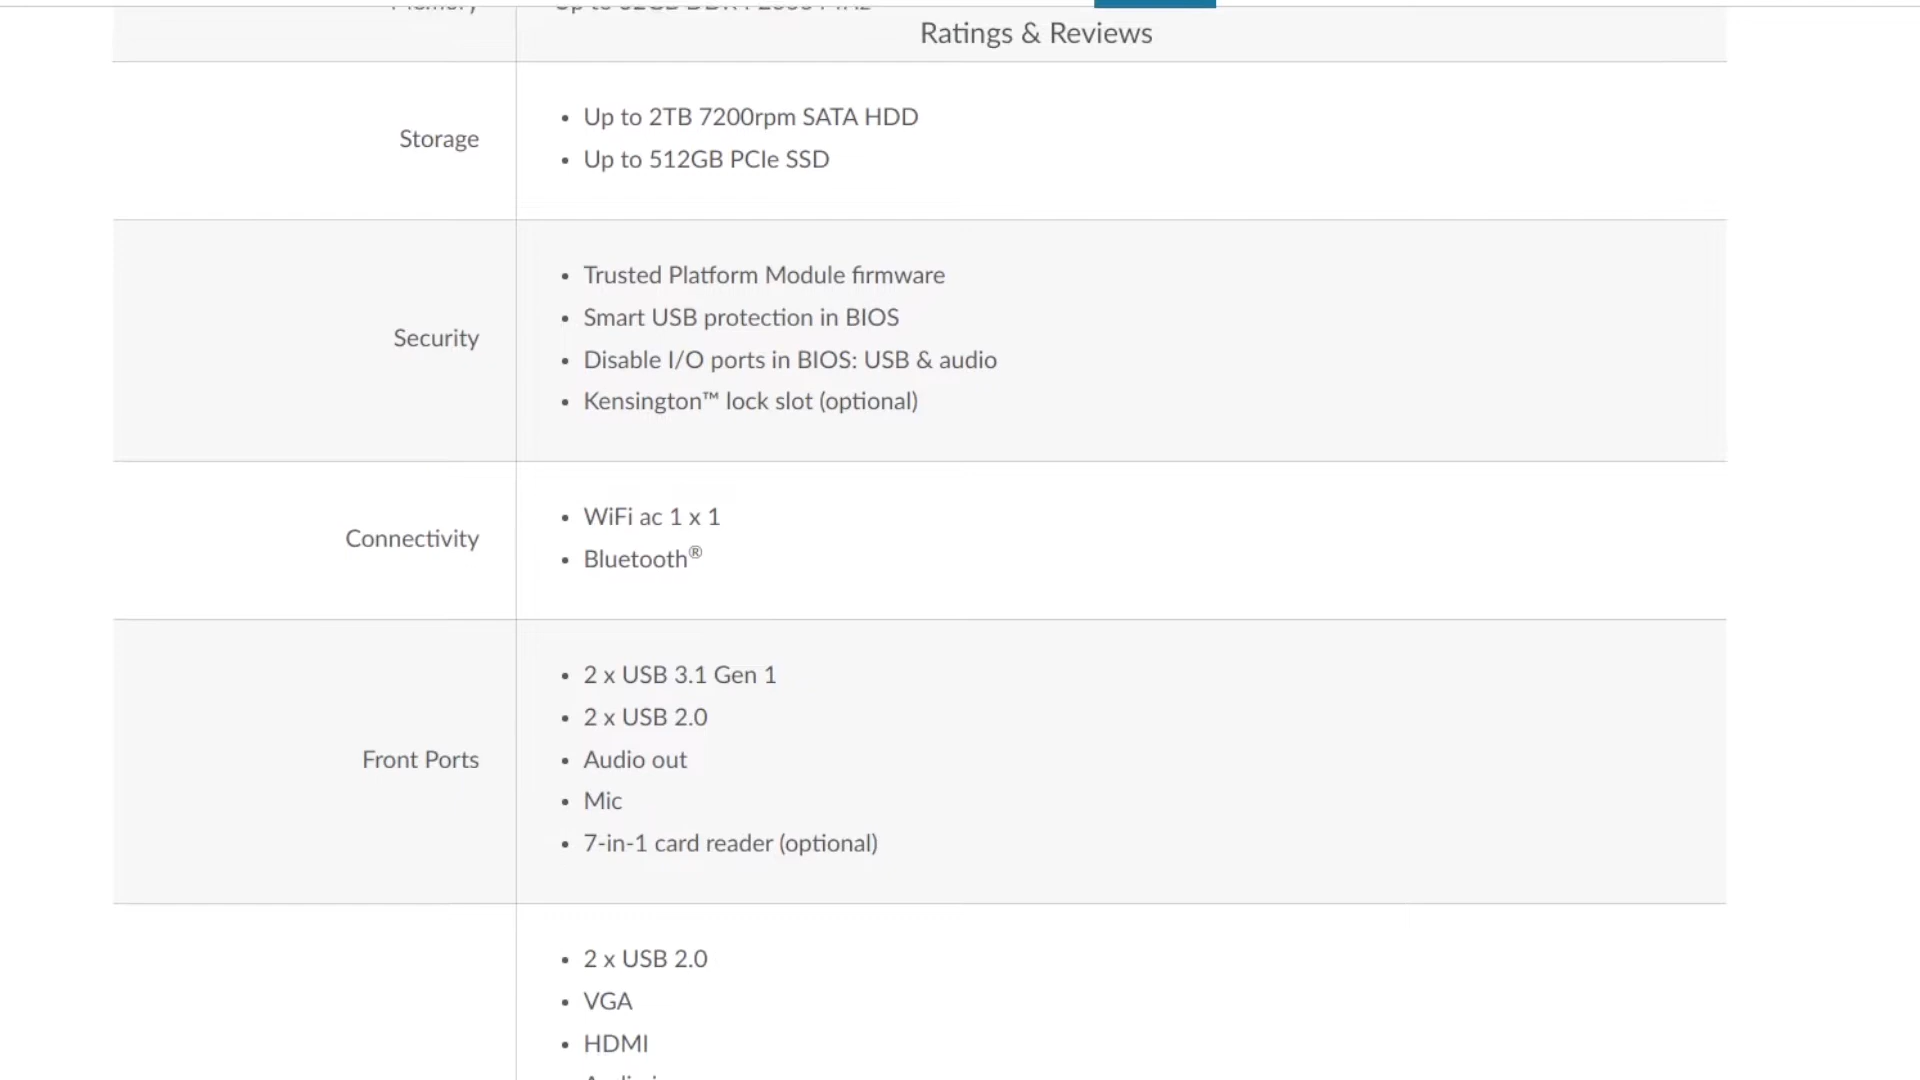 Ratings & Reviews
Storage
Up to 2TB 7200rpm SATA HDD
Up to 512GB PCIe SSD
Security
Trusted Platform Module firmware
Smart USB protection in BIOS
Disable I/O ports in BIOS: USB & audio
Kensington™ lock slot (optional)
Connectivity
WiFi ac 1 x 1
Bluetooth®
Front Ports
2 x USB 3.1 Gen 1
2 x USB 2.0
Audio out
Mic
7-in-1 card reader (optional)
2 x USB 2.0
VGA
HDMI